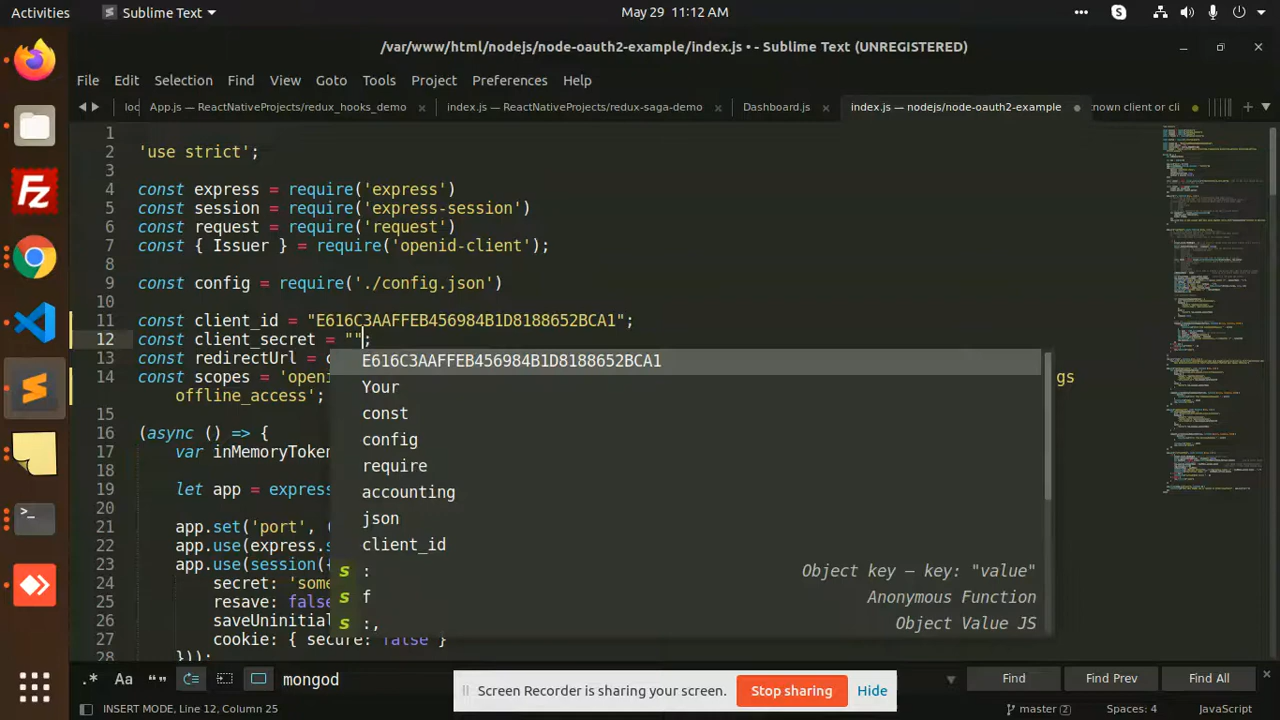 Activities
Sublime Text
May 29 11:12 AM
/var/www/html/nodejs/node-oauth2-example/index.js • - Sublime Text (UNREGISTERED)
File Edit Selection Find View Goto Tools Project Preferences Help
loc
App.js — ReactNativeProjects/redux_hooks_demo
index.js — ReactNativeProjects/redux-saga-demo
Dashboard.js
index.js — nodejs/node-oauth2-example
nown client or cli
1
2 'use strict';
3
4 const express = require('express')
5 const session = require('express-session')
6 const request = require('request')
7 const { Issuer } = require('openid-client');
8
9 const config = require('./config.json')
10
11 const client_id = "E616C3AAFFEB456984B1D8188652BCA1";
12 const client_secret = "";
13 const redirectUrl = c
14 const scopes = 'openi gs
offline_access';
15
16 (async () => {
17 var inMemoryToken
18
19 let app = express
20
21 app.set('port', (
22 app.use(express.s
23 app.use(session({
24 secret: 'some
25 resave: false
26 saveUninitial
27 cookie: { secure: false }
28 }));
E616C3AAFFEB456984B1D8188652BCA1
Your
const
config
require
accounting
json
client_id
s : Object key — key: "value"
s f Anonymous Function
s :, Object Value JS
.* Aa “” mongod
Find
Find Prev
Find All
Screen Recorder is sharing your screen.
Stop sharing
Hide
INSERT MODE, Line 12, Column 25
master (2)
Spaces: 4
JavaScript